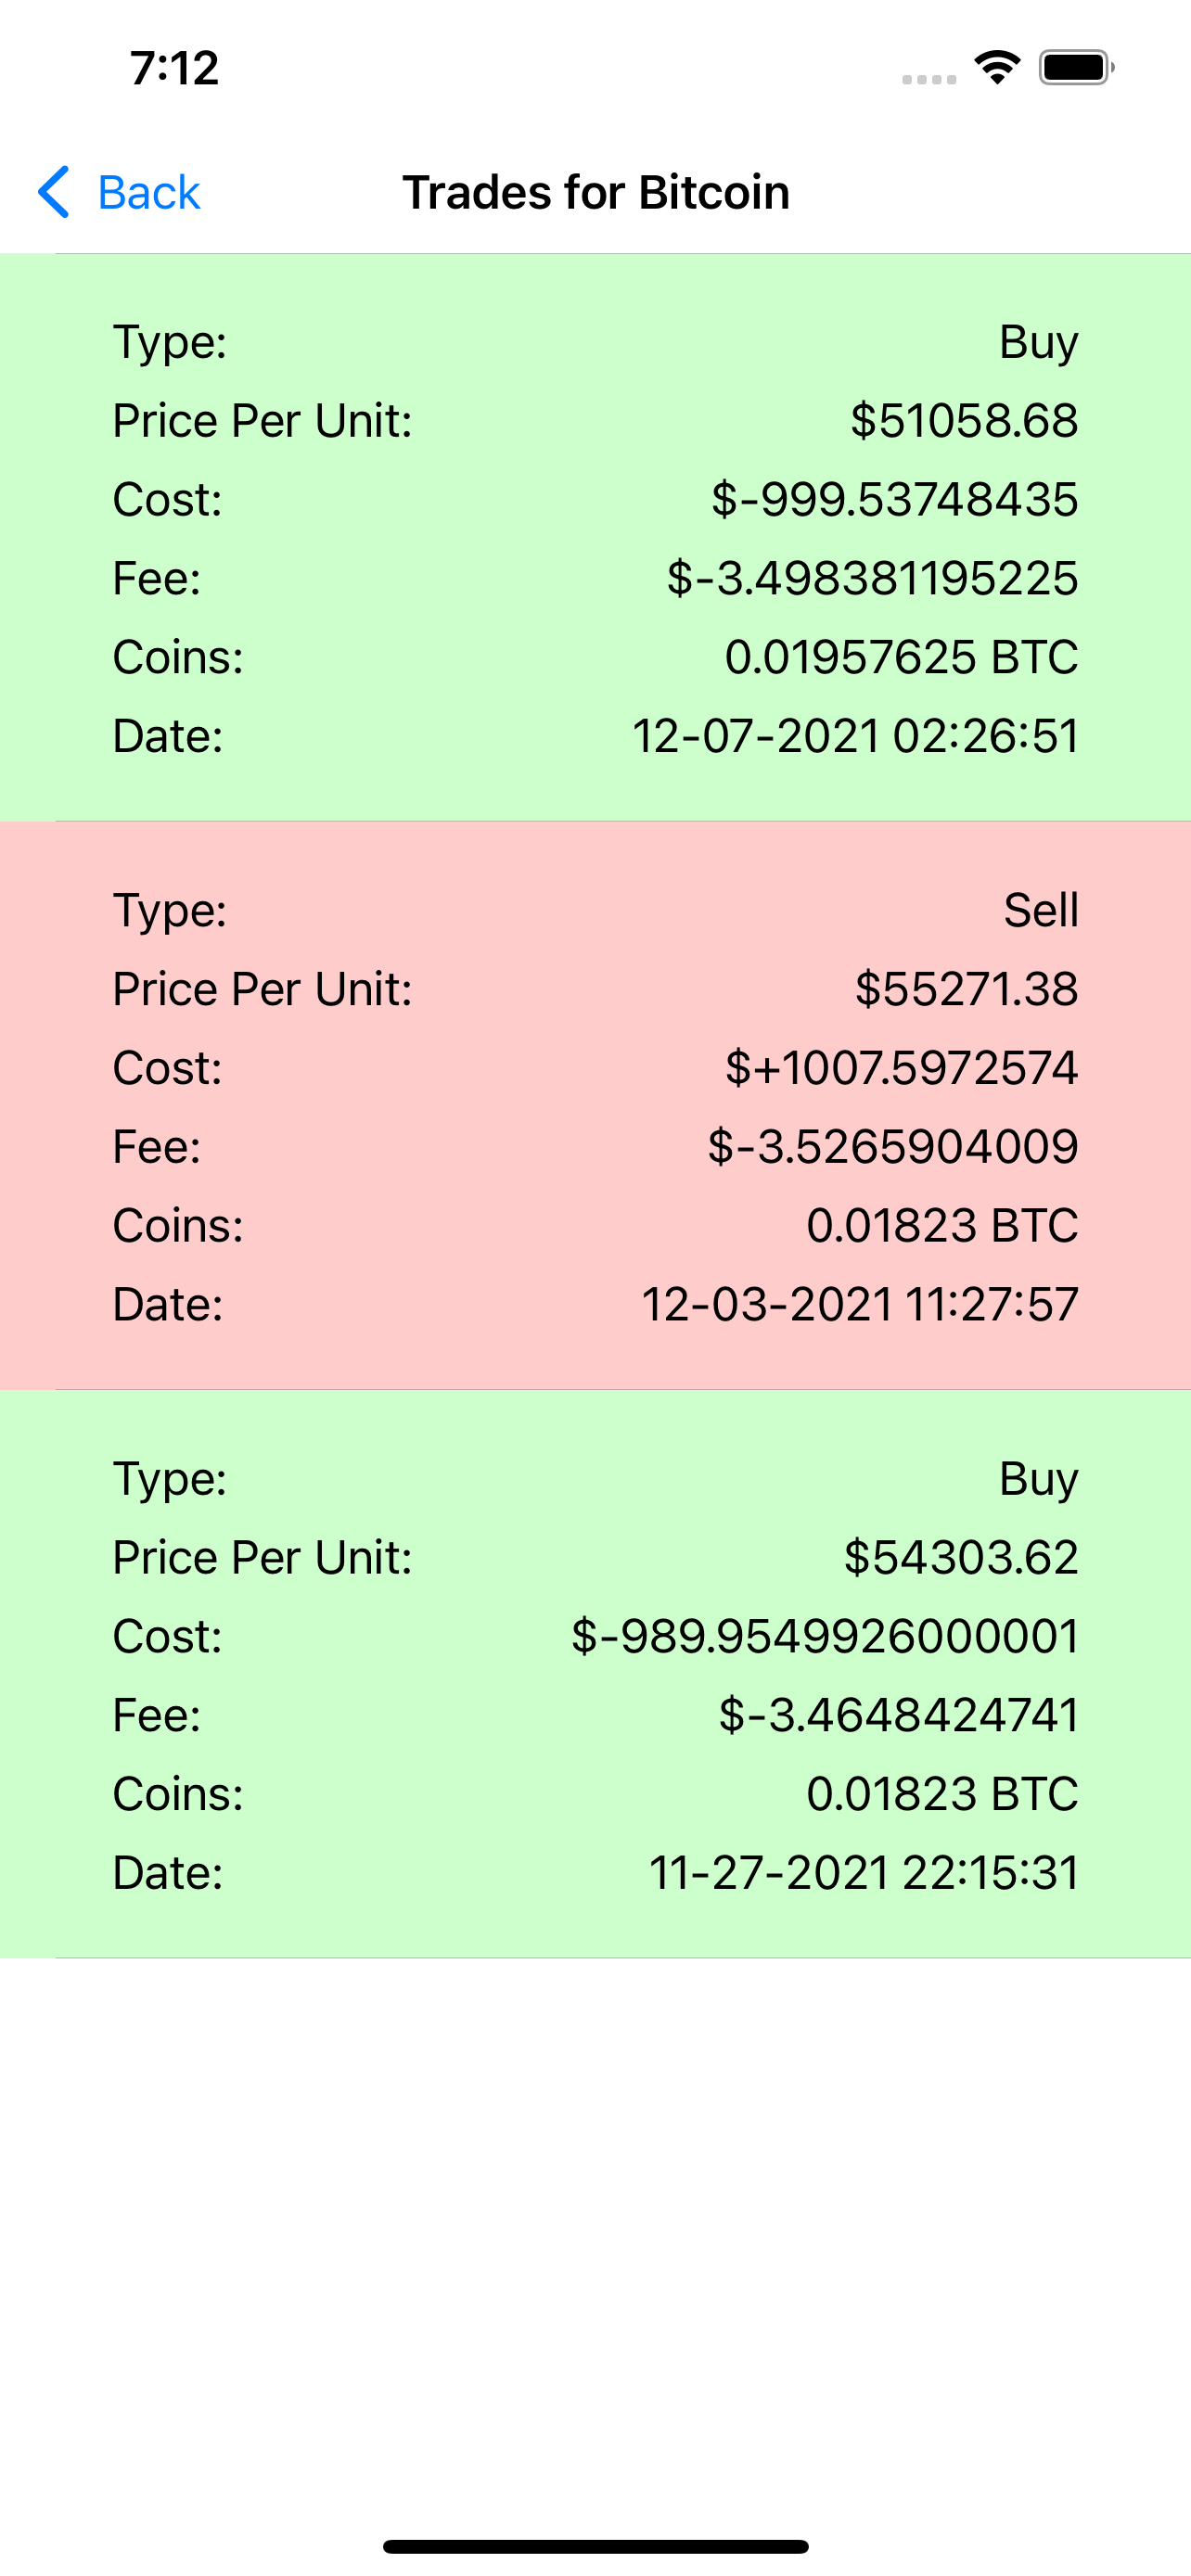 7:12
Back Trades for Bitcoin
Type: Buy
Price Per Unit: $51058.68
Cost: $-999.53748435
Fee: $-3.498381195225
Coins: 0.01957625 BTC
Date: 12-07-2021 02:26:51
Type: Sell
Price Per Unit: $55271.38
Cost: $+1007.5972574
Fee: $-3.5265904009
Coins: 0.01823 BTC
Date: 12-03-2021 11:27:57
Type: Buy
Price Per Unit: $54303.62
Cost: $-989.9549926000001
Fee: $-3.4648424741
Coins: 0.01823 BTC
Date: 11-27-2021 22:15:31